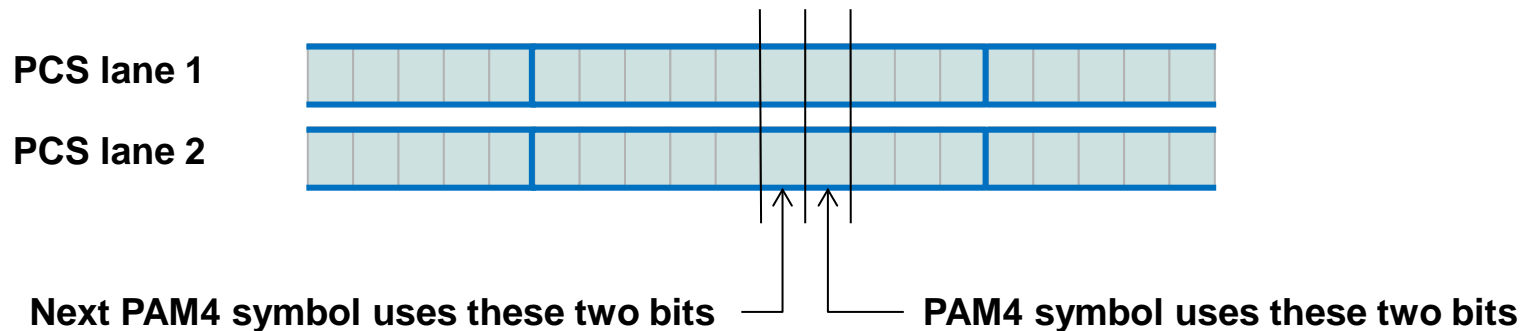 PCS lane 1
PCS lane 2
Next PAM4 symbol uses these two bits
PAM4 symbol uses these two bits